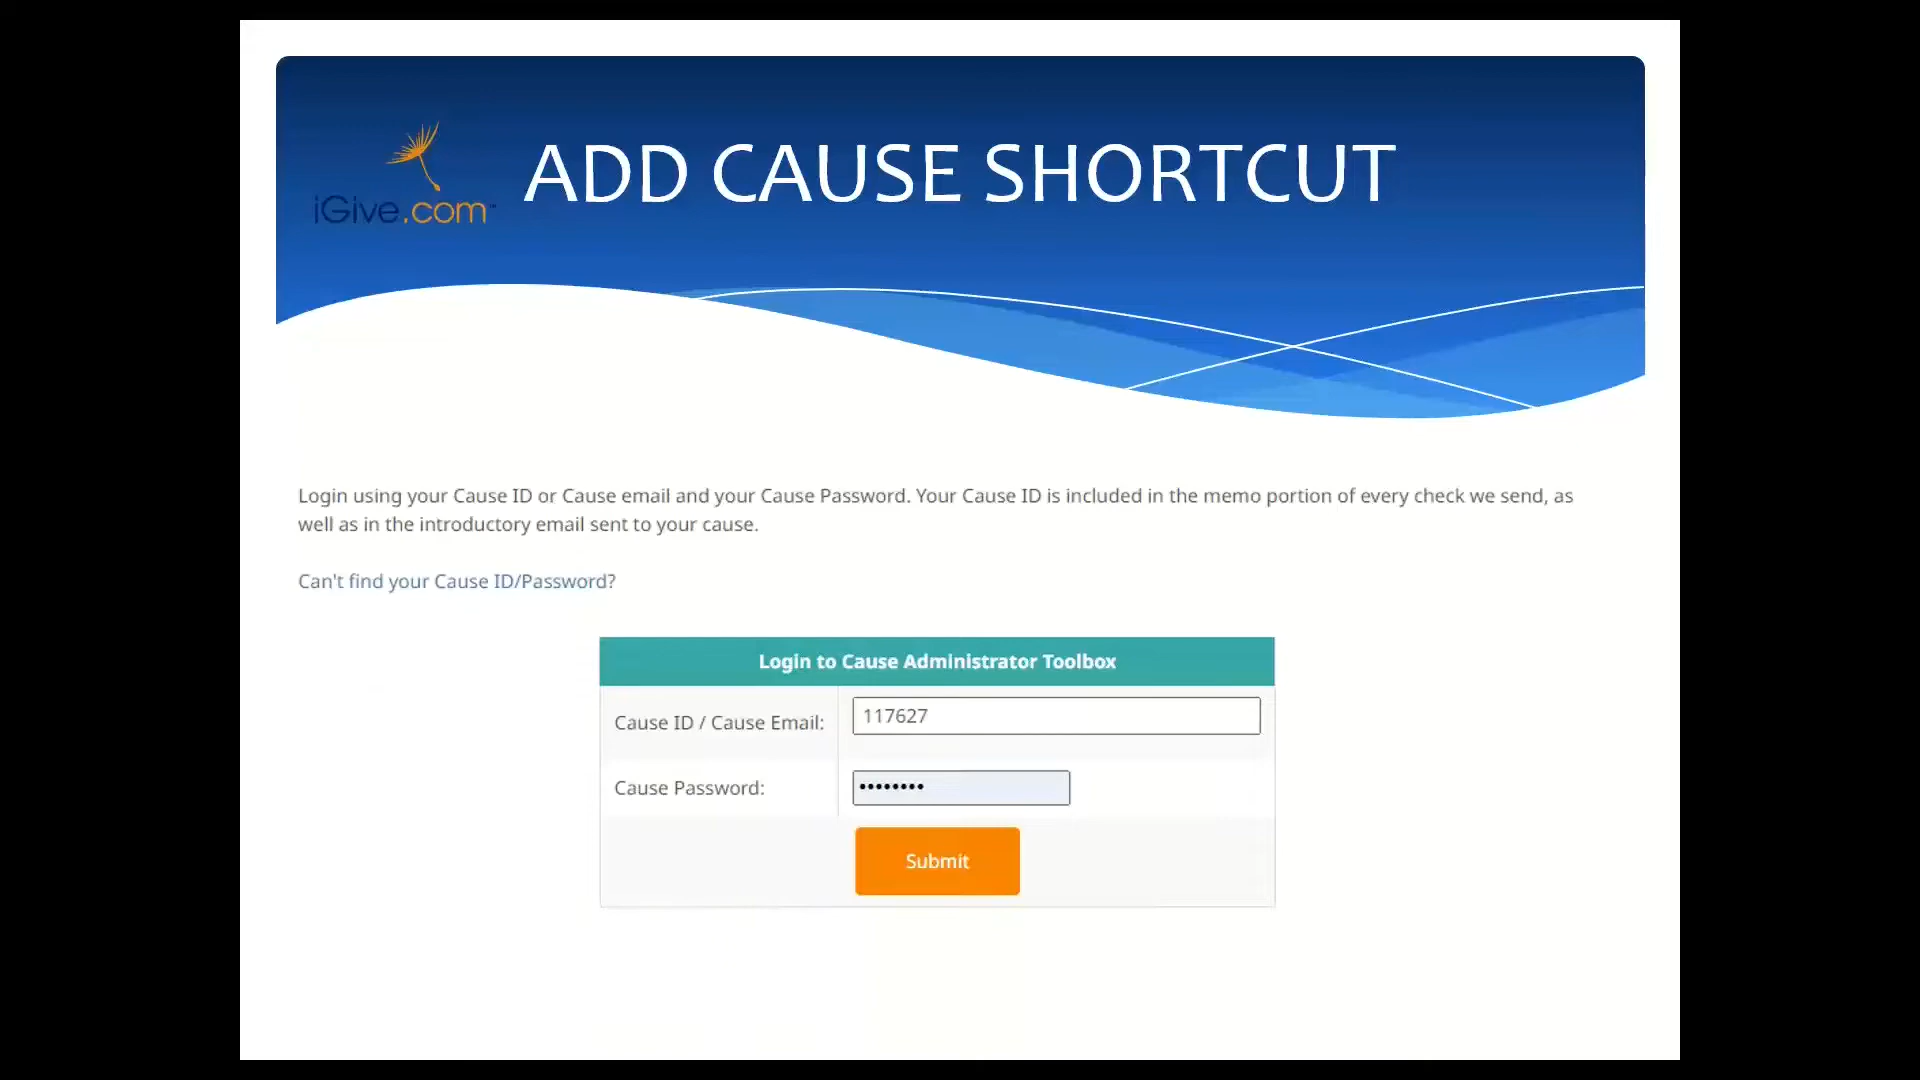 ADD CAUSE SHORTCUT
iGive.com
Login using your Cause ID or Cause email and your Cause Password. Your Cause ID is included in the memo portion of every check we send, as
well as in the introductory email sent to your cause.
Can't find your Cause ID/Password?
Login to Cause Administrator Toolbox
Cause ID / Cause Email: 117627
Cause Password: ••••••••
Submit